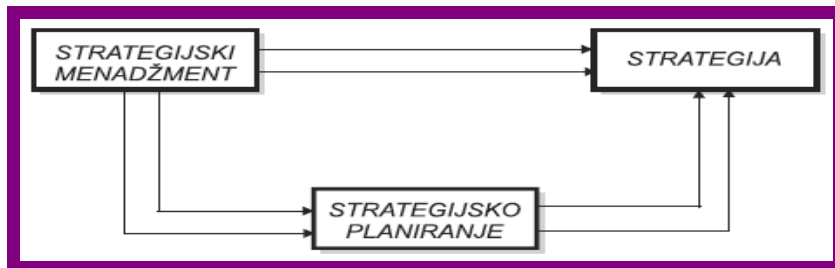 STRATEGIJSKI
MENADŽMENT
STRATEGIJA
STRATEGIJSKO
PLANIRANJE